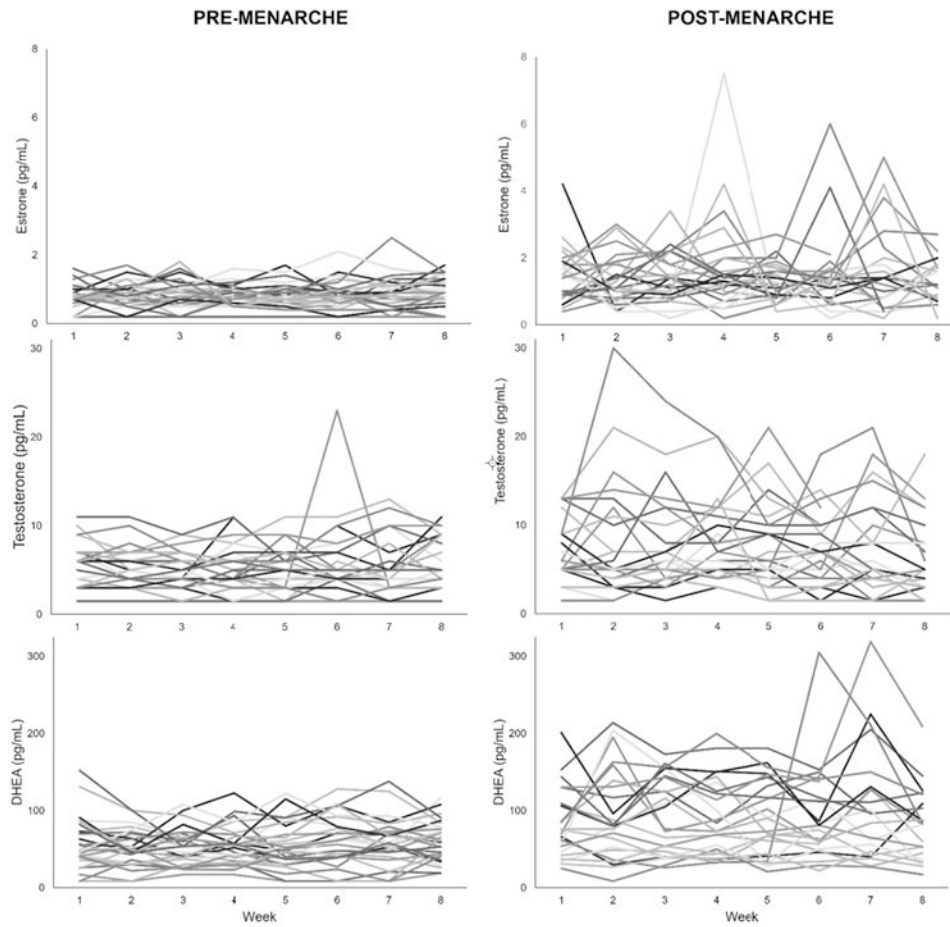 PRE-MENARCHE
POST-MENARCHE
Estrone (pg/mL)
8
6
4
2
0
1 2 3 4 5 6 7 8
Estrone (pg/mL)
8
6
4
2
0
1 2 3 4 5 6 7 8
Testosterone (pg/mL)
30
20
10
0
1 2 3 4 5 6 7 8
Testosterone (pg/mL)
30
20
10
0
1 2 3 4 5 6 7 8
DHEA (pg/mL)
300
200
100
0
1 2 3 4 5 6 7 8
Week
DHEA (pg/mL)
300
200
100
0
1 2 3 4 5 6 7 8
Week